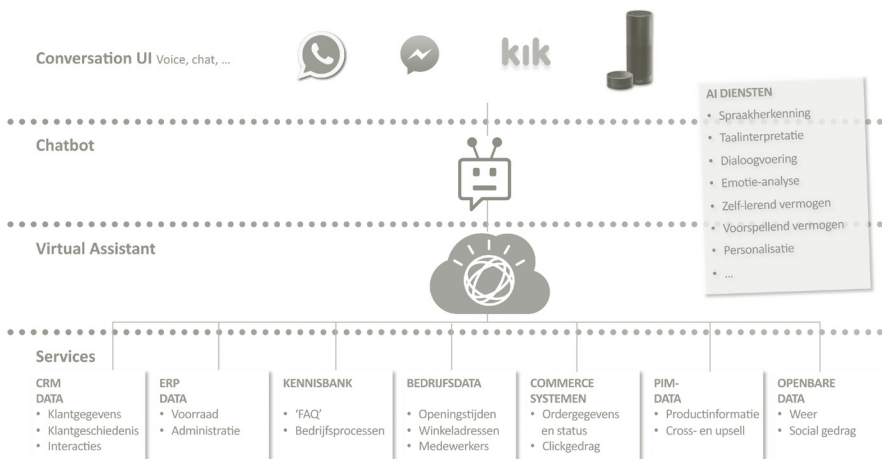 Conversation UI Voice, chat, ...
kik
AI DIENSTEN
• Spraakherkenning
• Taalinterpretatie
• Dialoogvoering
• Emotie-analyse
• Zelf-lerend vermogen
• Voorspellend vermogen
• Personalisatie
• ...
Chatbot
Virtual Assistant
Services
CRM
DATA
• Klantgegevens
• Klantgeschiedenis
• Interacties
ERP
DATA
• Voorraad
• Administratie
KENNISBANK
• 'FAQ'
• Bedrijfsprocessen
BEDRIJFSDATA
• Openingstijden
• Winkeladressen
• Medewerkers
COMMERCE
SYSTEMEN
• Ordergegevens
en status
• Clickgedrag
PIM-
DATA
• Productinformatie
• Cross- en upsell
OPENBARE
DATA
• Weer
• Social gedrag